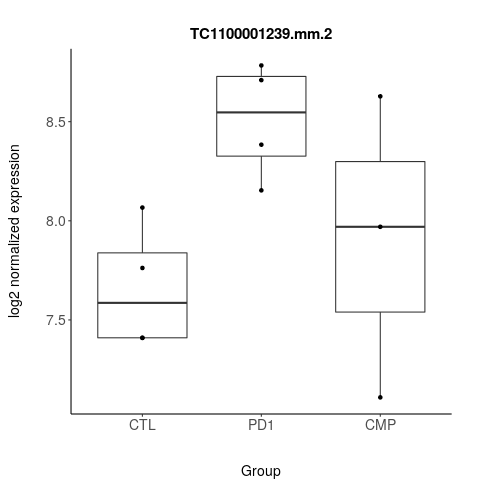 TC1100001239.mm.2
log2 normalized expression
8.5
8.0
7.5
CTL PD1 CMP
Group